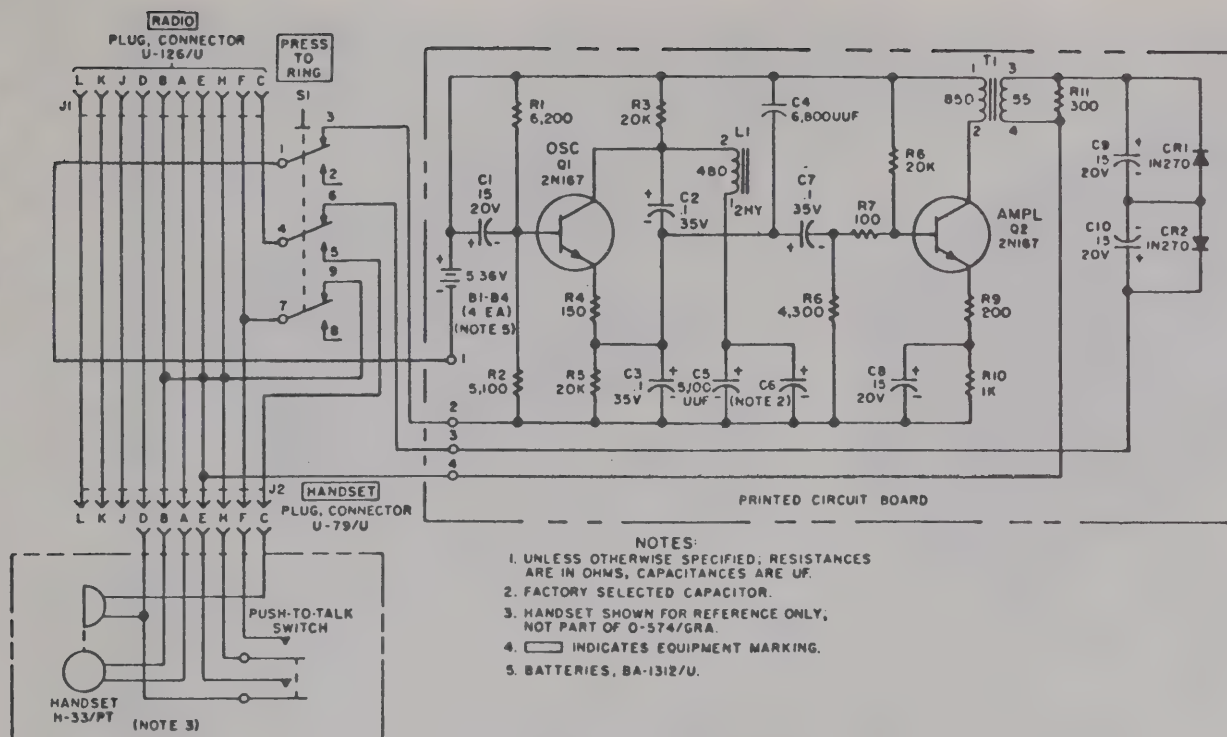 RADIO
PLUG, CONNECTOR
U-126/U
L K J D B A E H F C
J1
PRESS
TO
RING
S1
3
1
2
6
4
5
9
7
8
R1
6,200
R3
20K
C4
6,800UUF
T1
1
3
850
55
2
4
R11
300
OSC
Q1
2N167
L1
2
480
1
2HY
C1
15
20V
+ -
C2
.1
35V
+
-
C7
.1
35V
+ -
R7
100
R6
20K
AMPL
Q2
2N167
C9
15
20V
+
-
CR1
1N270
C10
15
20V
-
+
CR2
1N270
+
5.36V
-
B1-B4
(4 EA)
(NOTE 5)
1
R4
150
R6
4,300
R9
200
R2
5,100
R5
20K
C3
.1
35V
+
-
C5
5,100
UUF
+
-
C6
(NOTE 2)
+
-
C8
15
20V
+
-
R10
1K
2
3
4
PRINTED CIRCUIT BOARD
J2
HANDSET
PLUG, CONNECTOR
U-79/U
L K J D B A E H F C
PUSH-TO-TALK
SWITCH
HANDSET
H-33/PT
(NOTE 3)
NOTES:
1. UNLESS OTHERWISE SPECIFIED; RESISTANCES
ARE IN OHMS, CAPACITANCES ARE UF.
2. FACTORY SELECTED CAPACITOR.
3. HANDSET SHOWN FOR REFERENCE ONLY;
NOT PART OF O-574/GRA.
4. INDICATES EQUIPMENT MARKING.
5. BATTERIES, BA-1312/U.